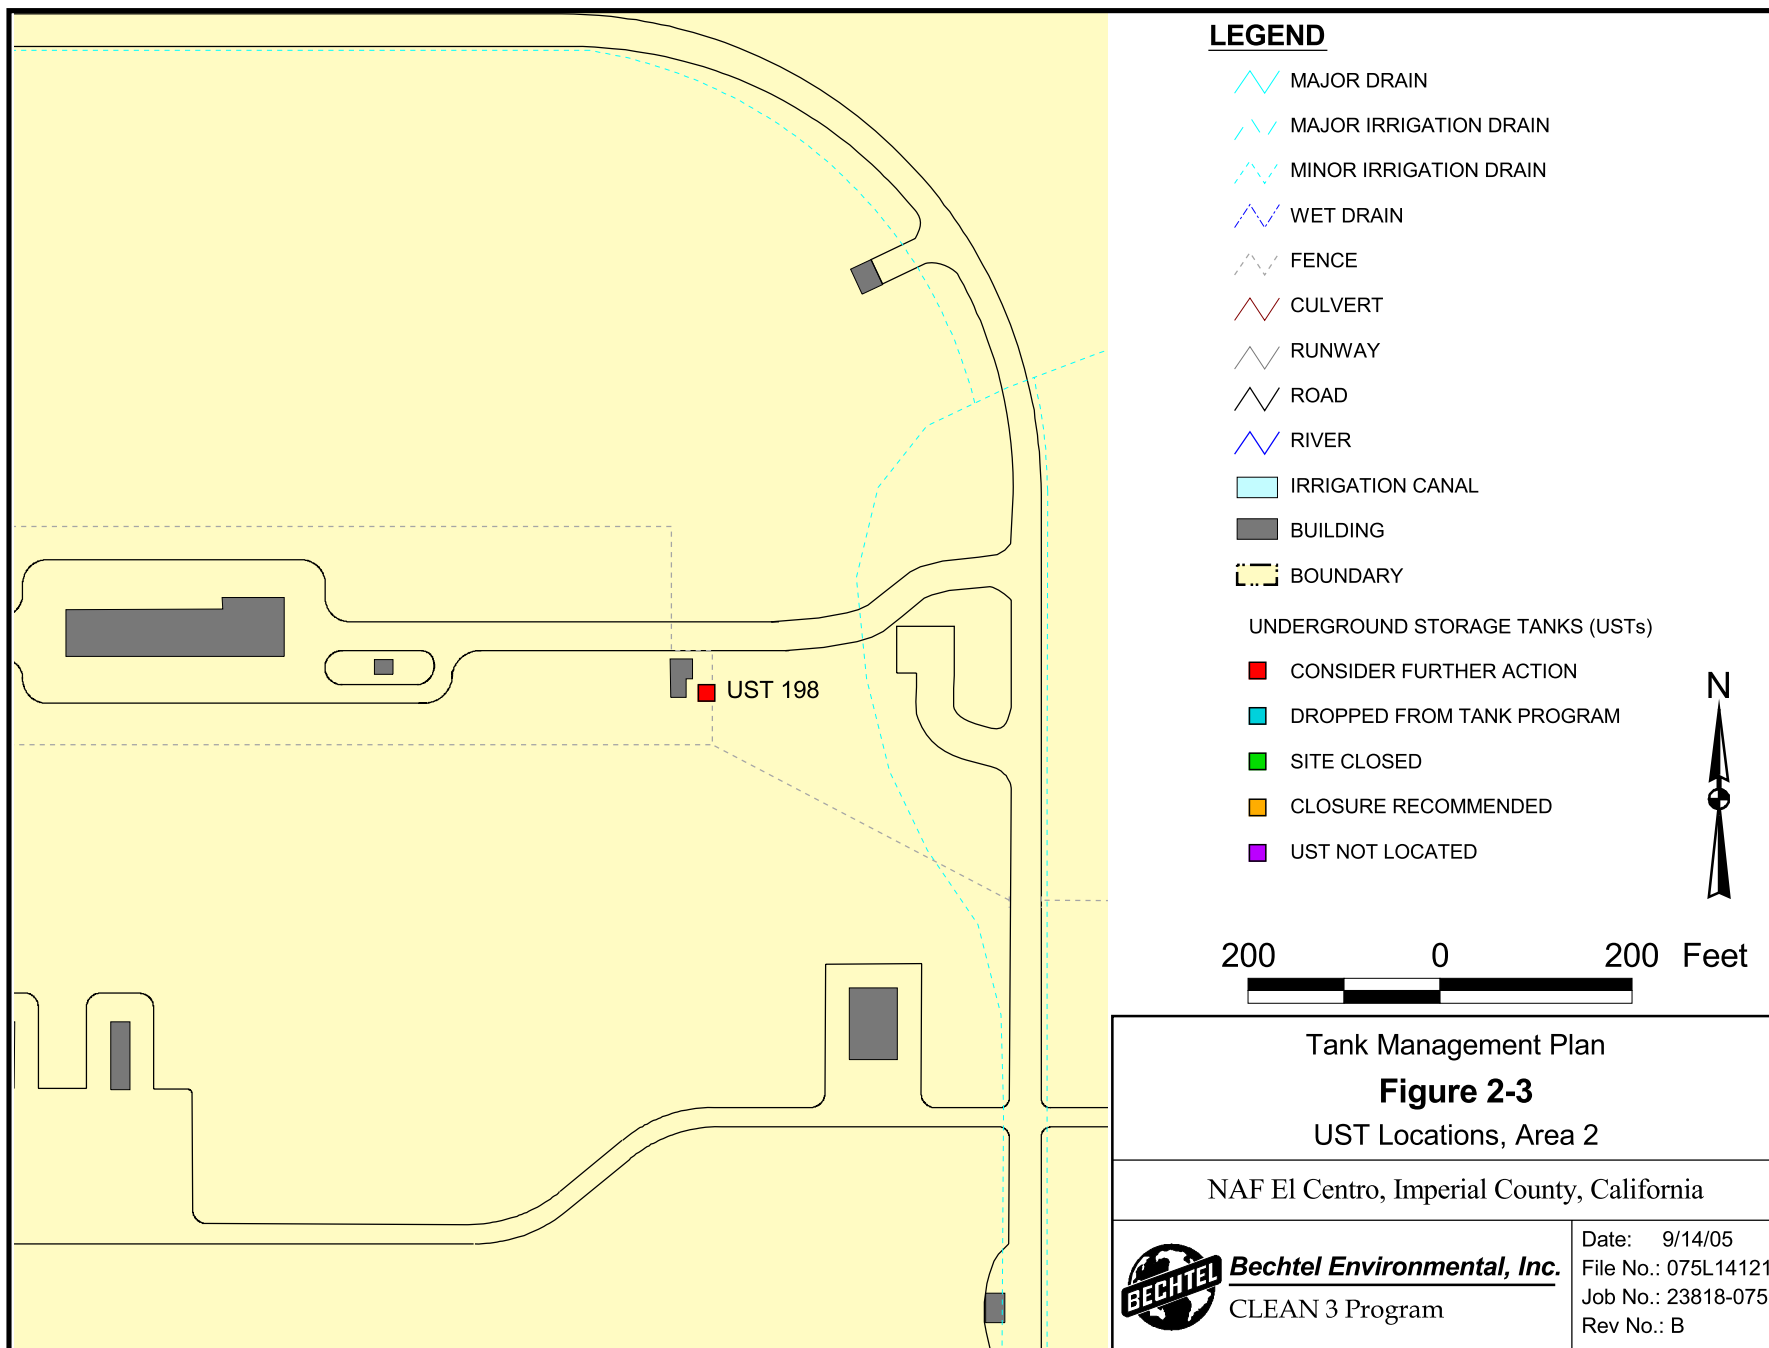 LEGEND
MAJOR DRAIN
MAJOR IRRIGATION DRAIN
MINOR IRRIGATION DRAIN
WET DRAIN
FENCE
CULVERT
RUNWAY
ROAD
RIVER
IRRIGATION CANAL
BUILDING
BOUNDARY
UNDERGROUND STORAGE TANKS (USTs)
CONSIDER FURTHER ACTION
DROPPED FROM TANK PROGRAM
SITE CLOSED
CLOSURE RECOMMENDED
UST NOT LOCATED
N
UST 198
200 0 200 Feet
Tank Management Plan
Figure 2-3
UST Locations, Area 2
NAF El Centro, Imperial County, California
BECHTEL
Bechtel Environmental, Inc.
CLEAN 3 Program
Date: 9/14/05
File No.: 075L14121
Job No.: 23818-075
Rev No.: B